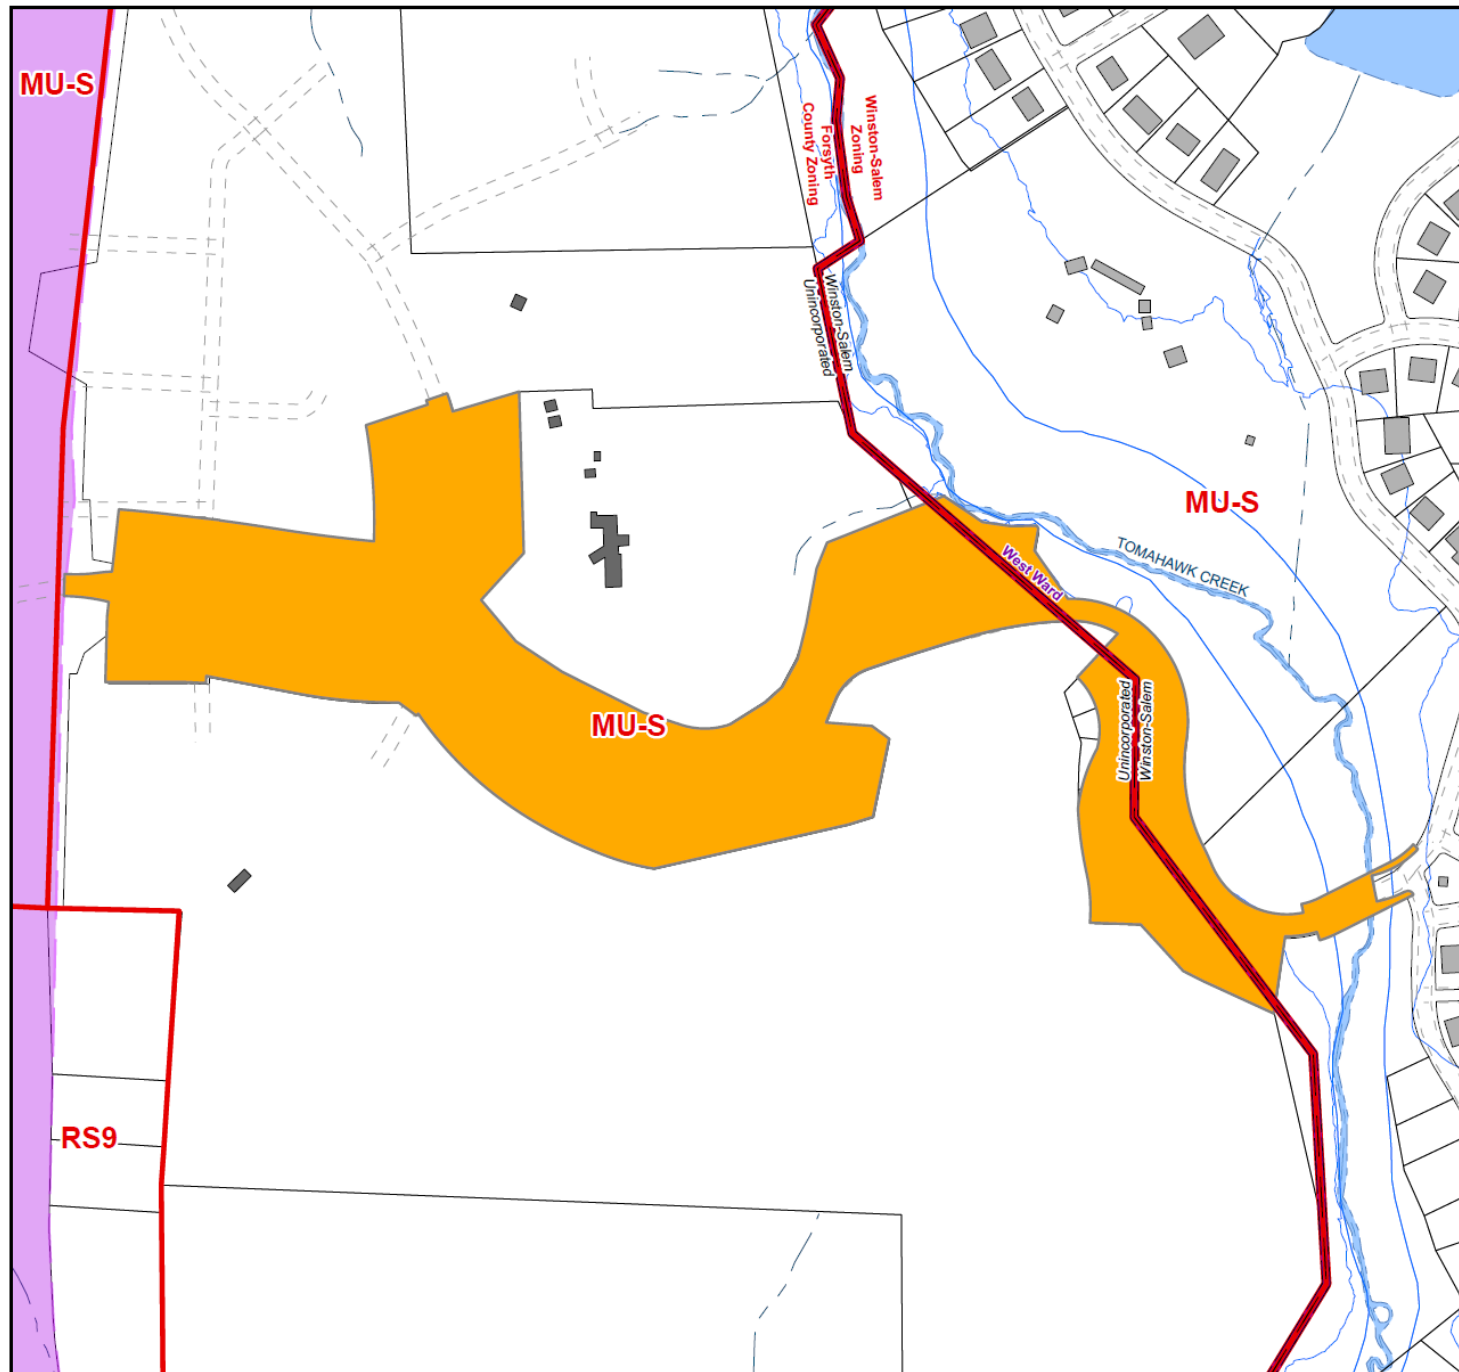 MU-S
Winston-Salem
Zoning
Forsyth
County Zoning
Winston-Salem
Unincorporated
MU-S
TOMAHAWK CREEK
West Ward
Unincorporated
Winston-Salem
MU-S
RS9